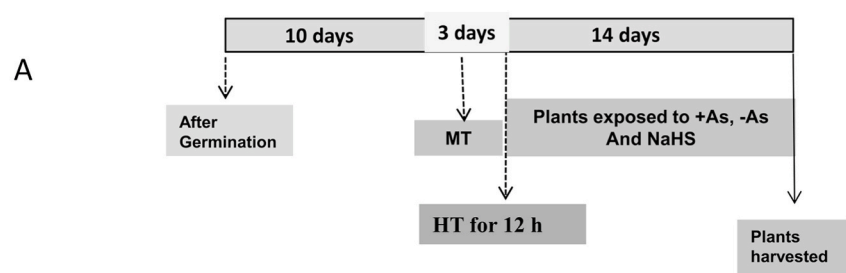 10 days
3 days
14 days
A
After
Germination
MT
Plants exposed to +As, -As
And NaHS
HT for 12 h
Plants
harvested